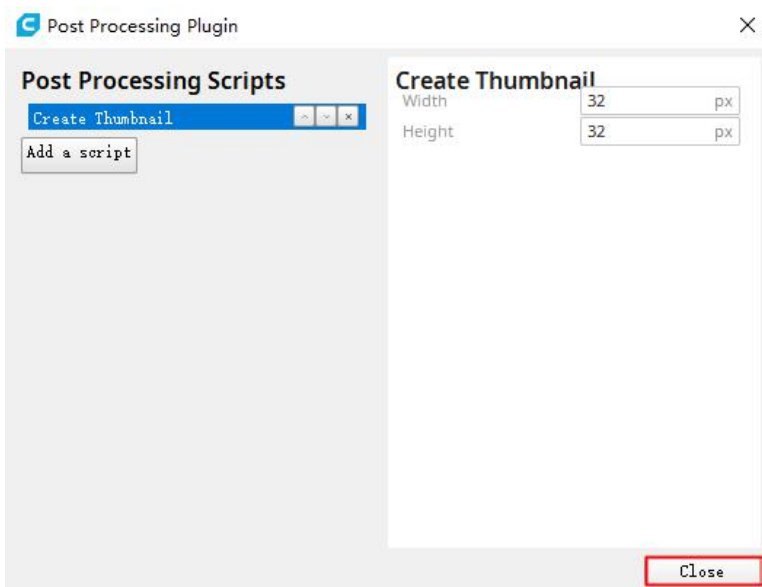 Post Processing Plugin
Post Processing Scripts
Create Thumbnail
Add a script
Create Thumbnail
Width 32 px
Height 32 px
Close